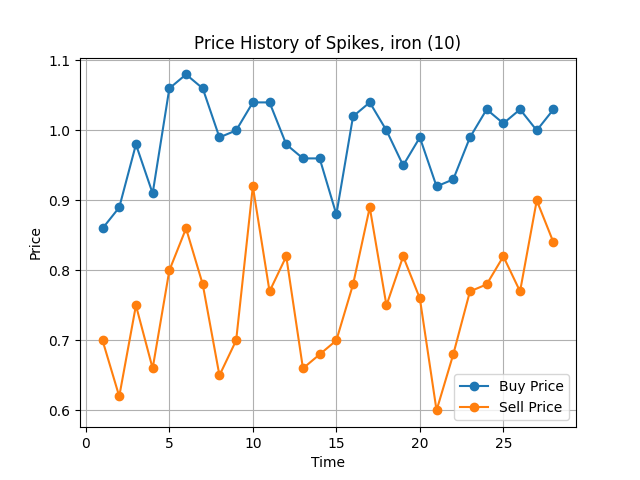 Price History of Spikes, iron (10)
1.1
1.0
0.9
0.8
0.7
0.6
Price
0 5 10 15 20 25
Time
Buy Price
Sell Price